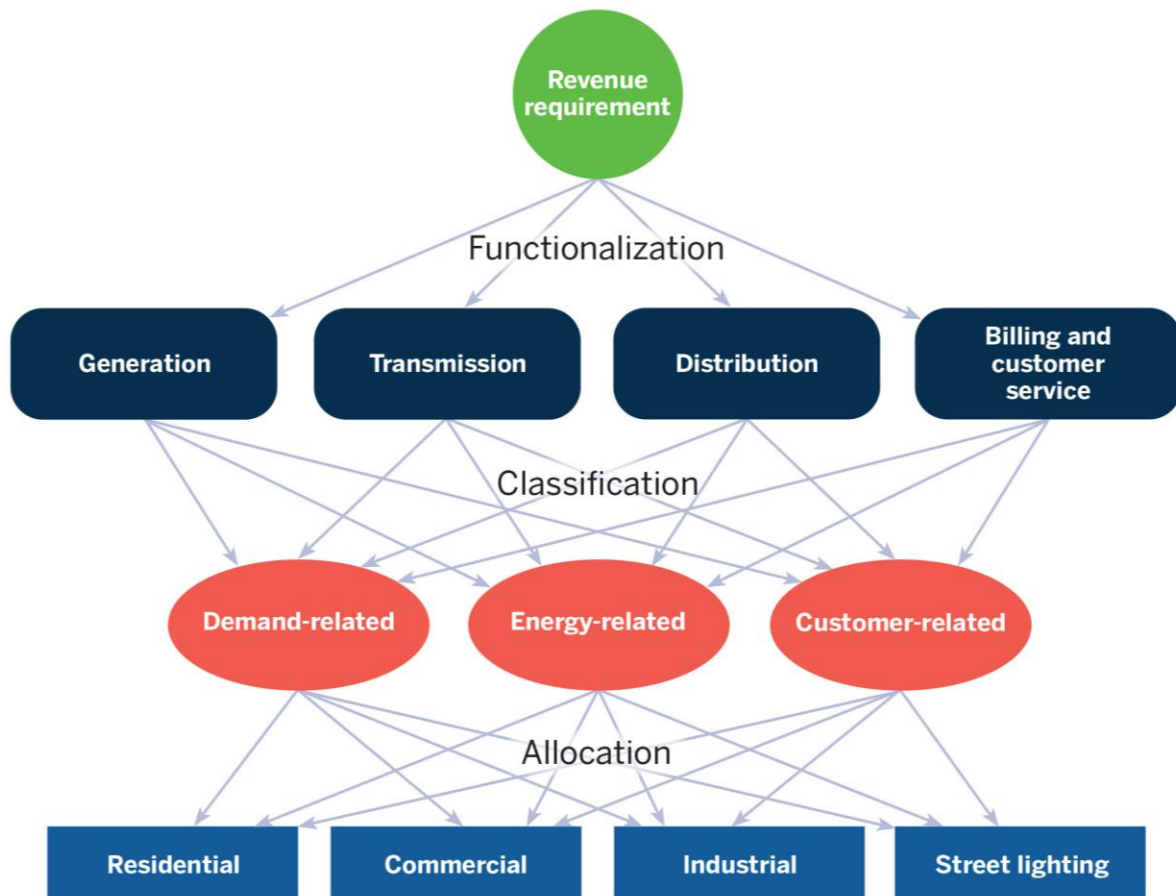 Revenue
requirement
Functionalization
Generation
Transmission
Distribution
Billing and
customer
service
Classification
Demand-related
Energy-related
Customer-related
Allocation
Residential
Commercial
Industrial
Street lighting